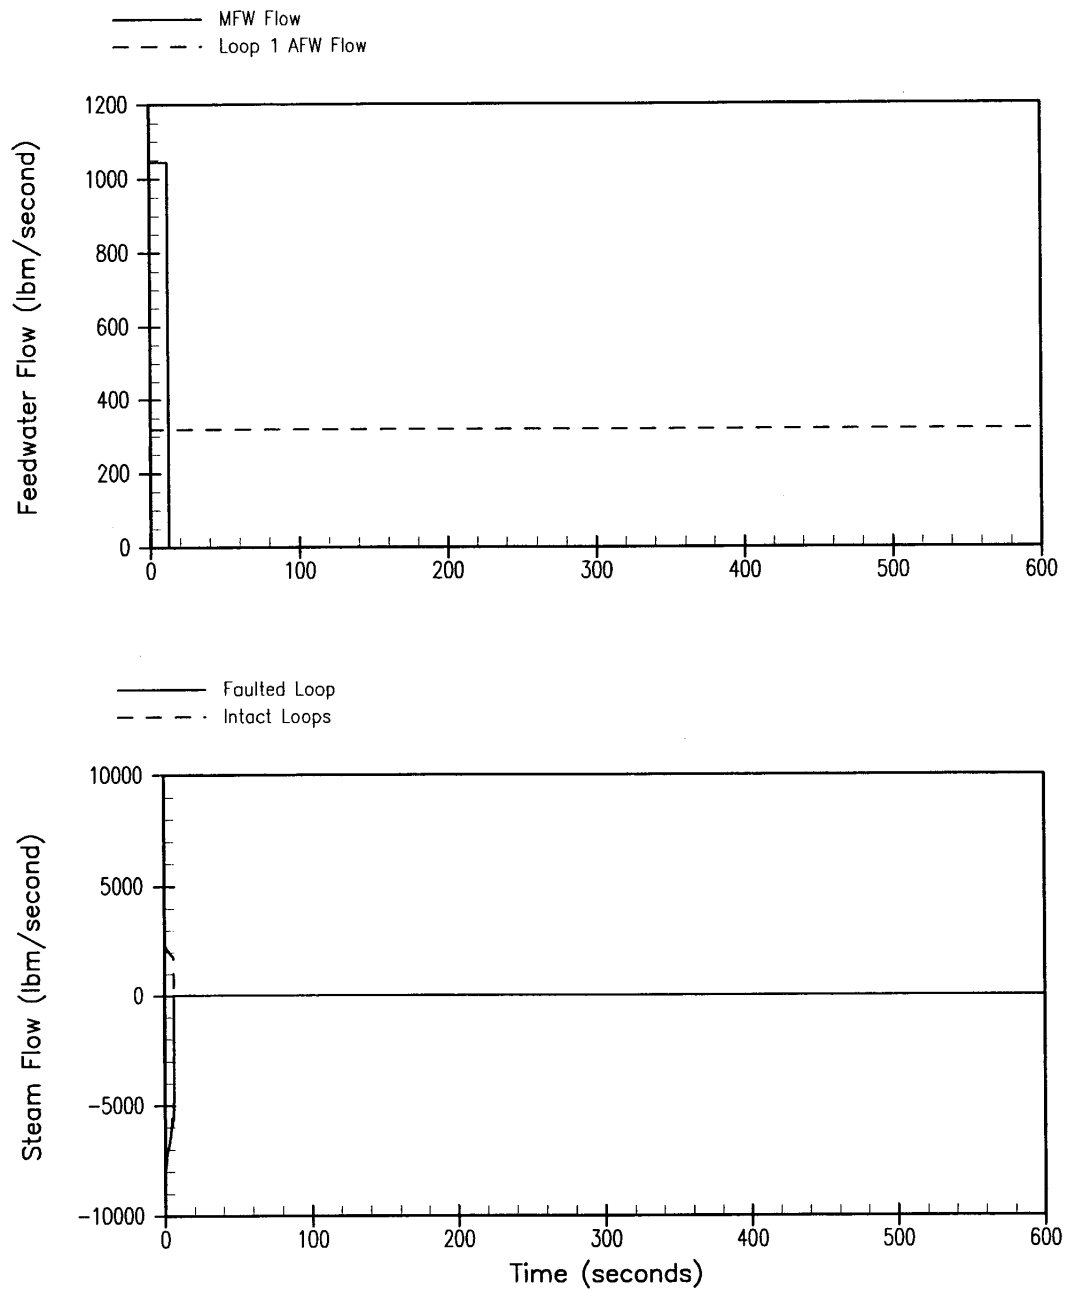 MFW Flow
Loop 1 AFW Flow
1200
1000
800
600
400
200
0
Feedwater Flow (lbm/second)
0 100 200 300 400 500 600
Faulted Loop
Intact Loops
10000
5000
0
-5000
-10000
Steam Flow (lbm/second)
0 100 200 300 400 500 600
Time (seconds)